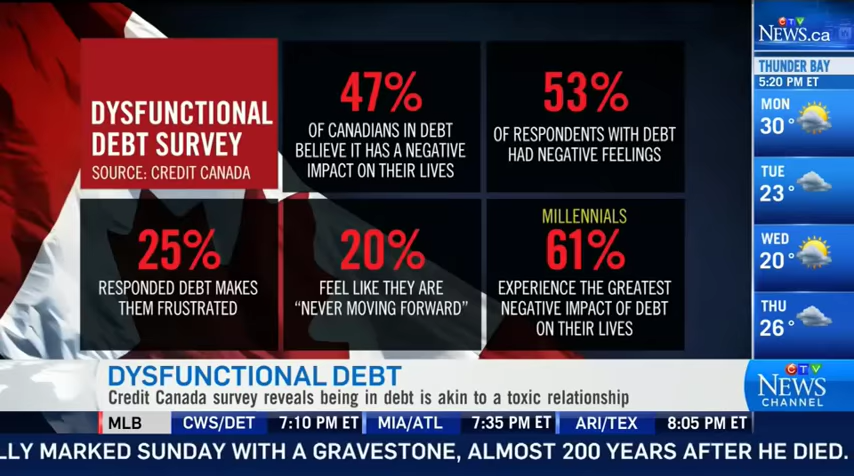 DYSFUNCTIONAL
DEBT SURVEY
SOURCE: CREDIT CANADA
47%
OF CANADIANS IN DEBT
BELIEVE IT HAS A NEGATIVE
IMPACT ON THEIR LIVES
53%
OF RESPONDENTS WITH DEBT
HAD NEGATIVE FEELINGS
25%
RESPONDED DEBT MAKES
THEM FRUSTRATED
20%
FEEL LIKE THEY ARE
“NEVER MOVING FORWARD”
MILLENNIALS
61%
EXPERIENCE THE GREATEST
NEGATIVE IMPACT OF DEBT
ON THEIR LIVES
CTV
NEWS.ca
THUNDER BAY
5:20 PM ET
MON
30°
TUE
23°
WED
20°
THU
26°
DYSFUNCTIONAL DEBT
Credit Canada survey reveals being in debt is akin to a toxic relationship
CTV
NEWS
CHANNEL
MLB CWS/DET 7:10 PM ET MIA/ATL 7:35 PM ET ARI/TEX 8:05 PM ET
LLY MARKED SUNDAY WITH A GRAVESTONE, ALMOST 200 YEARS AFTER HE DIED.